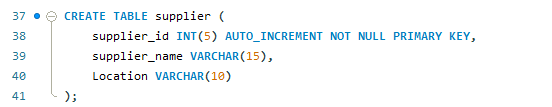 37 CREATE TABLE supplier (
38 supplier_id INT(5) AUTO_INCREMENT NOT NULL PRIMARY KEY,
39 supplier_name VARCHAR(15),
40 Location VARCHAR(10)
41 );